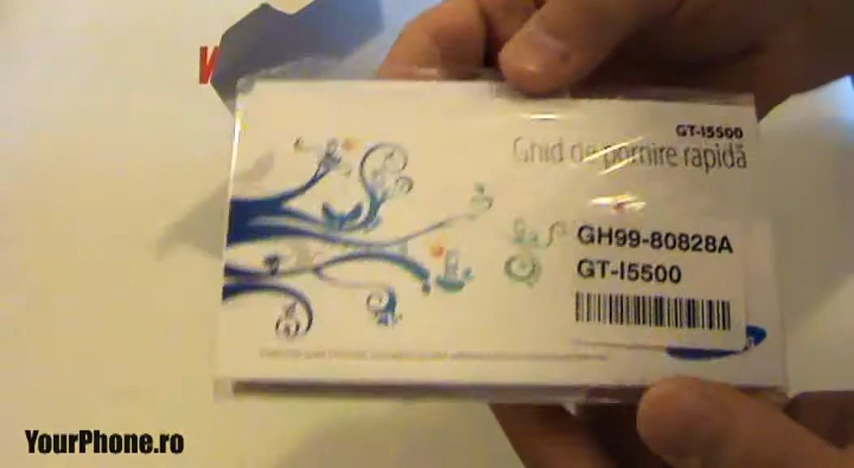 GT-I5500
Ghid de pornire rapidă
GH99-80828A
GT-I5500
YourPhone.ro